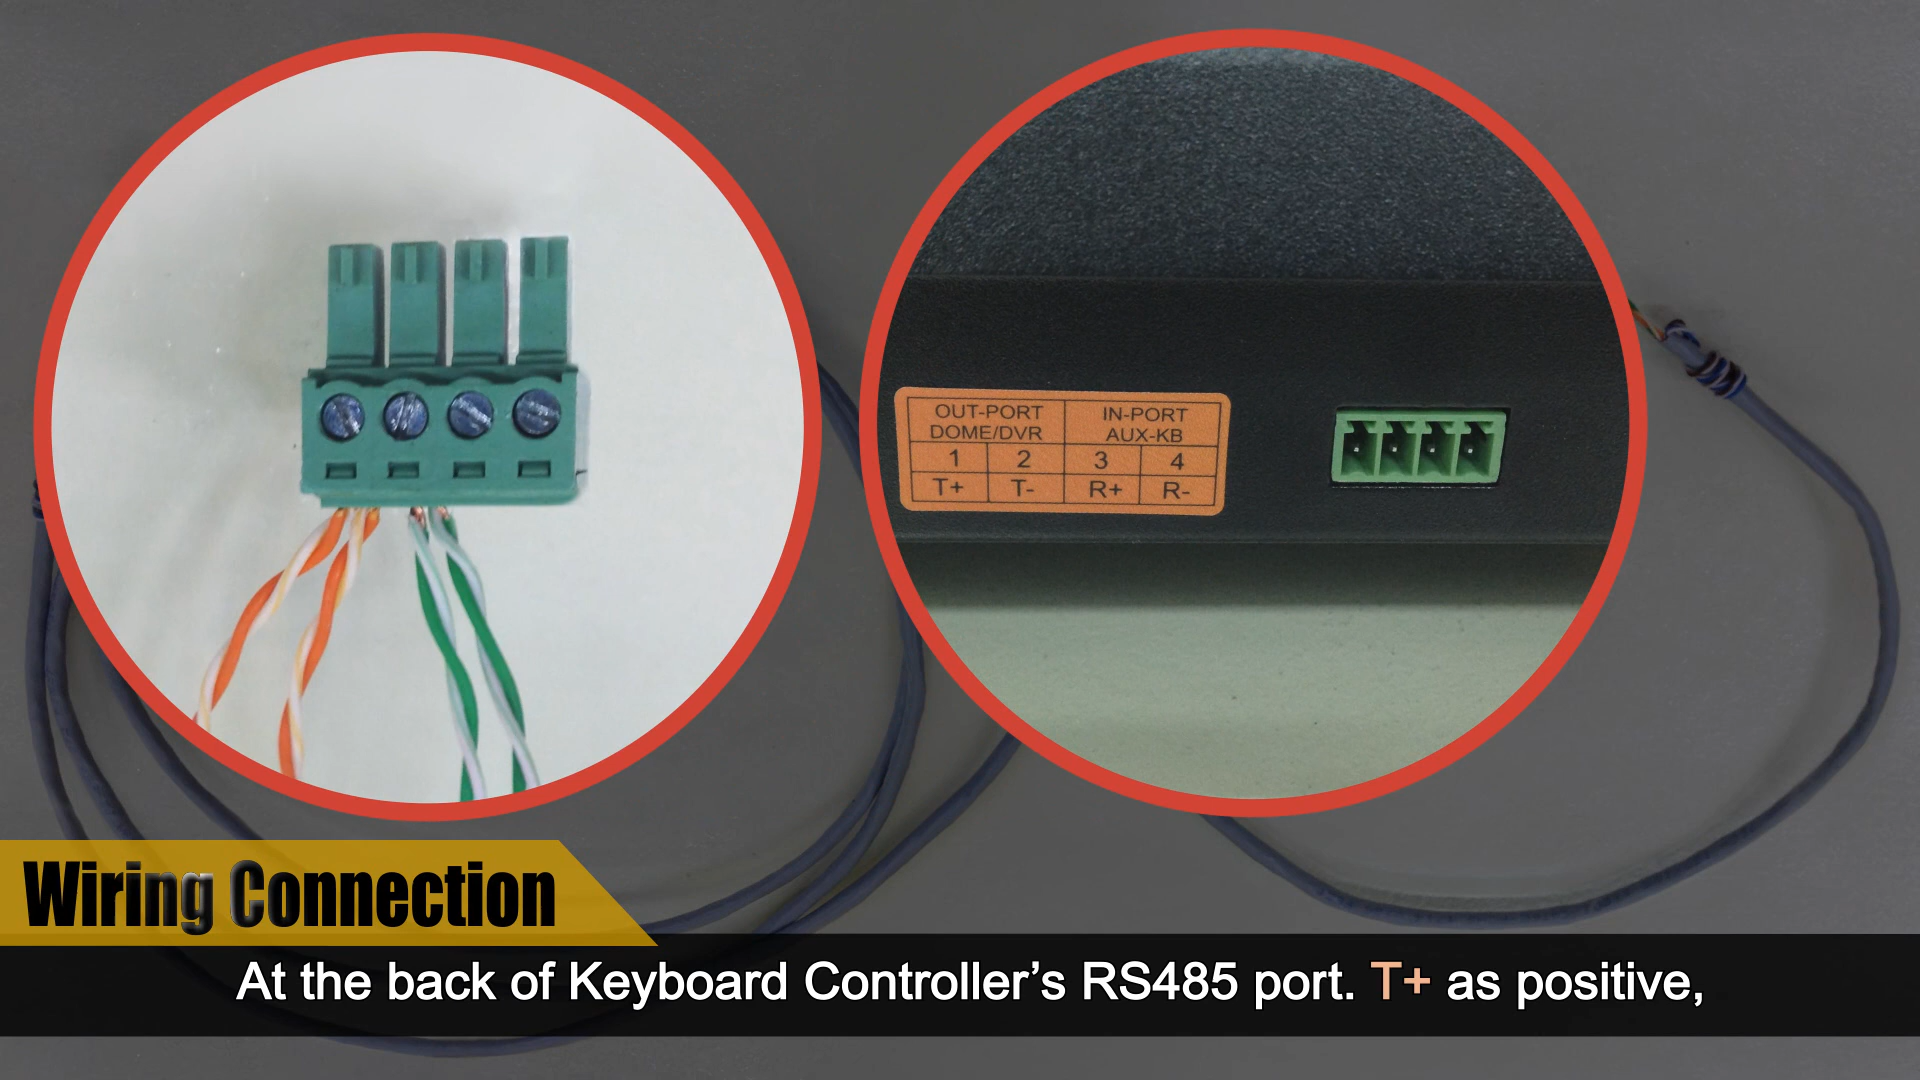 OUT-PORT IN-PORT
DOME/DVR AUX-KB
1 2 3 4
T+ T- R+ R-
Wiring Connection
At the back of Keyboard Controller’s RS485 port. T+ as positive,